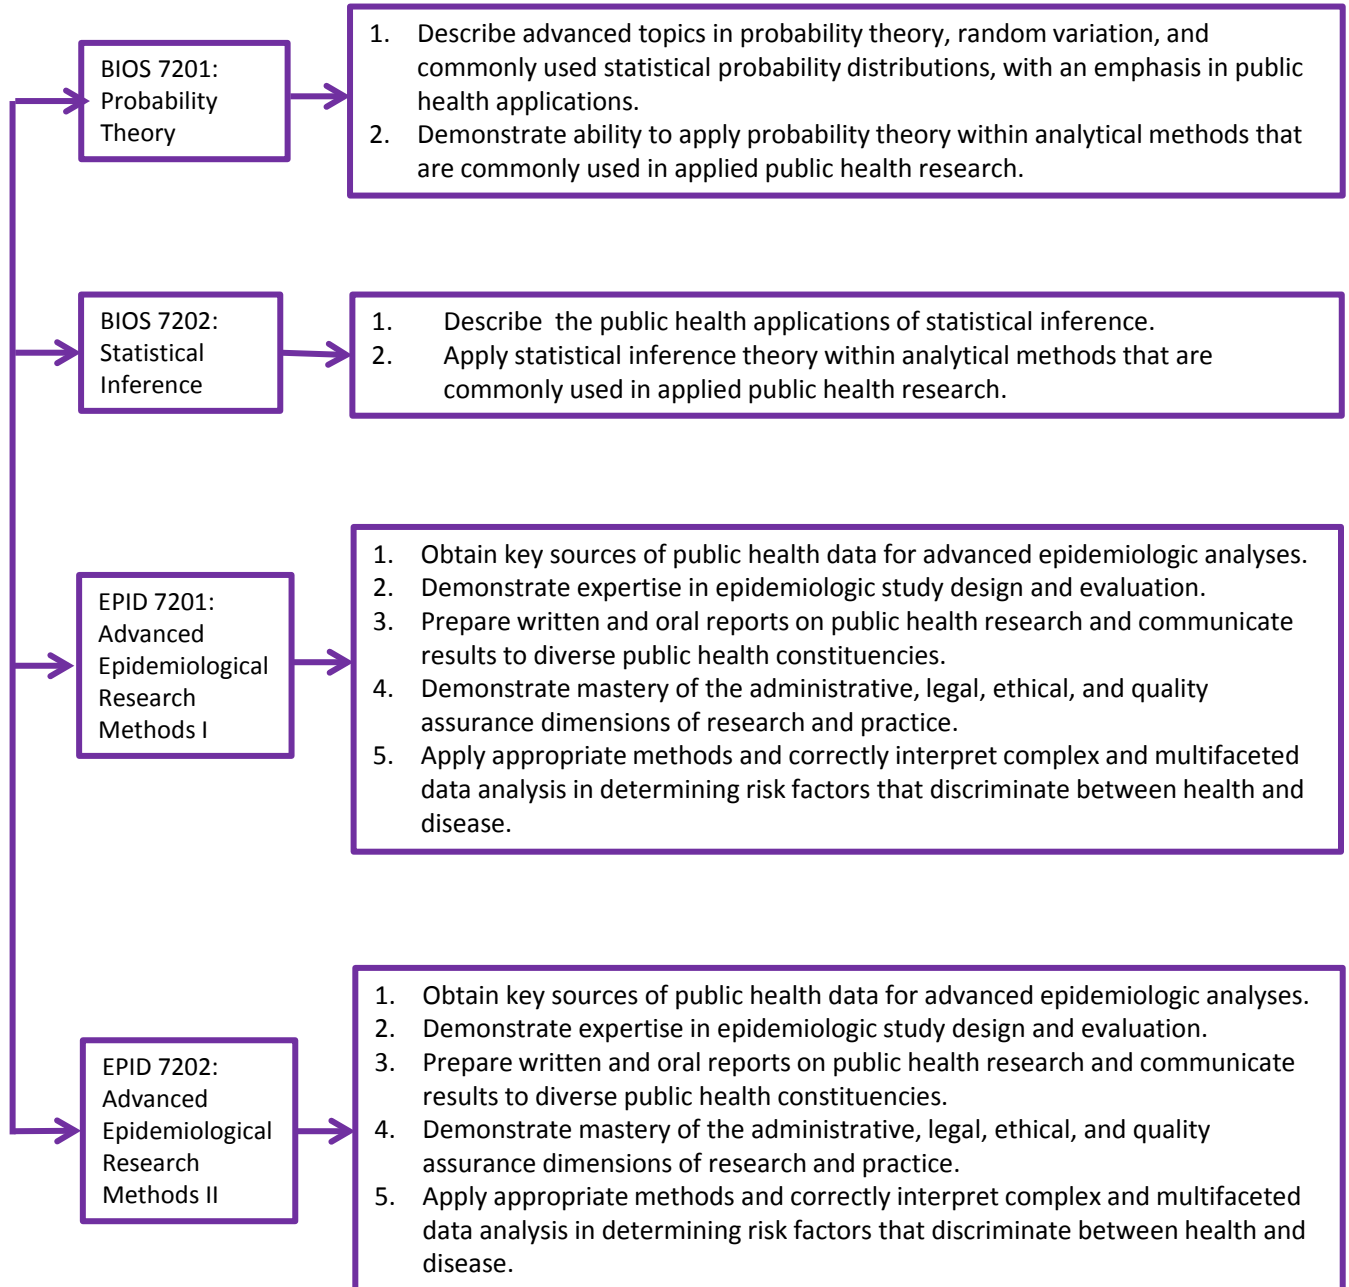 BIOS 7201:
Probability
Theory
1. Describe advanced topics in probability theory, random variation, and
commonly used statistical probability distributions, with an emphasis in public
health applications.
2. Demonstrate ability to apply probability theory within analytical methods that
are commonly used in applied public health research.
BIOS 7202:
Statistical
Inference
1. Describe the public health applications of statistical inference.
2. Apply statistical inference theory within analytical methods that are
commonly used in applied public health research.
EPID 7201:
Advanced
Epidemiological
Research
Methods I
1. Obtain key sources of public health data for advanced epidemiologic analyses.
2. Demonstrate expertise in epidemiologic study design and evaluation.
3. Prepare written and oral reports on public health research and communicate
results to diverse public health constituencies.
4. Demonstrate mastery of the administrative, legal, ethical, and quality
assurance dimensions of research and practice.
5. Apply appropriate methods and correctly interpret complex and multifaceted
data analysis in determining risk factors that discriminate between health and
disease.
EPID 7202:
Advanced
Epidemiological
Research
Methods II
1. Obtain key sources of public health data for advanced epidemiologic analyses.
2. Demonstrate expertise in epidemiologic study design and evaluation.
3. Prepare written and oral reports on public health research and communicate
results to diverse public health constituencies.
4. Demonstrate mastery of the administrative, legal, ethical, and quality
assurance dimensions of research and practice.
5. Apply appropriate methods and correctly interpret complex and multifaceted
data analysis in determining risk factors that discriminate between health and
disease.